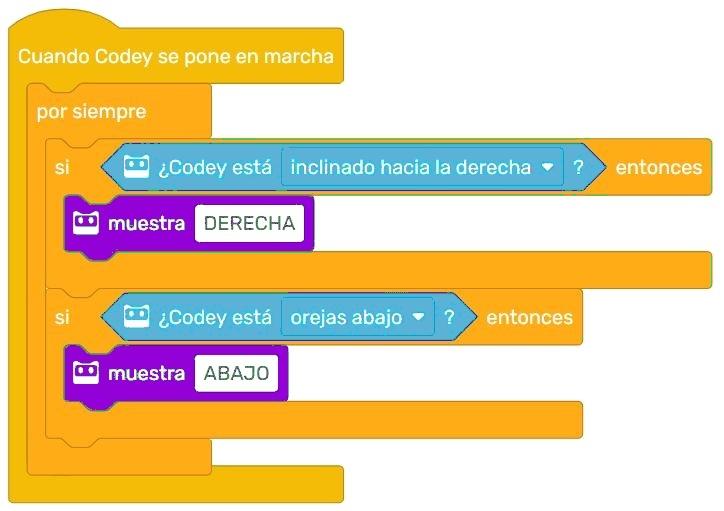 Cuando Codey se pone en marcha
por siempre
si ¿Codey está inclinado hacia la derecha ? entonces
muestra DERECHA
si ¿Codey está orejas abajo ? entonces
muestra ABAJO